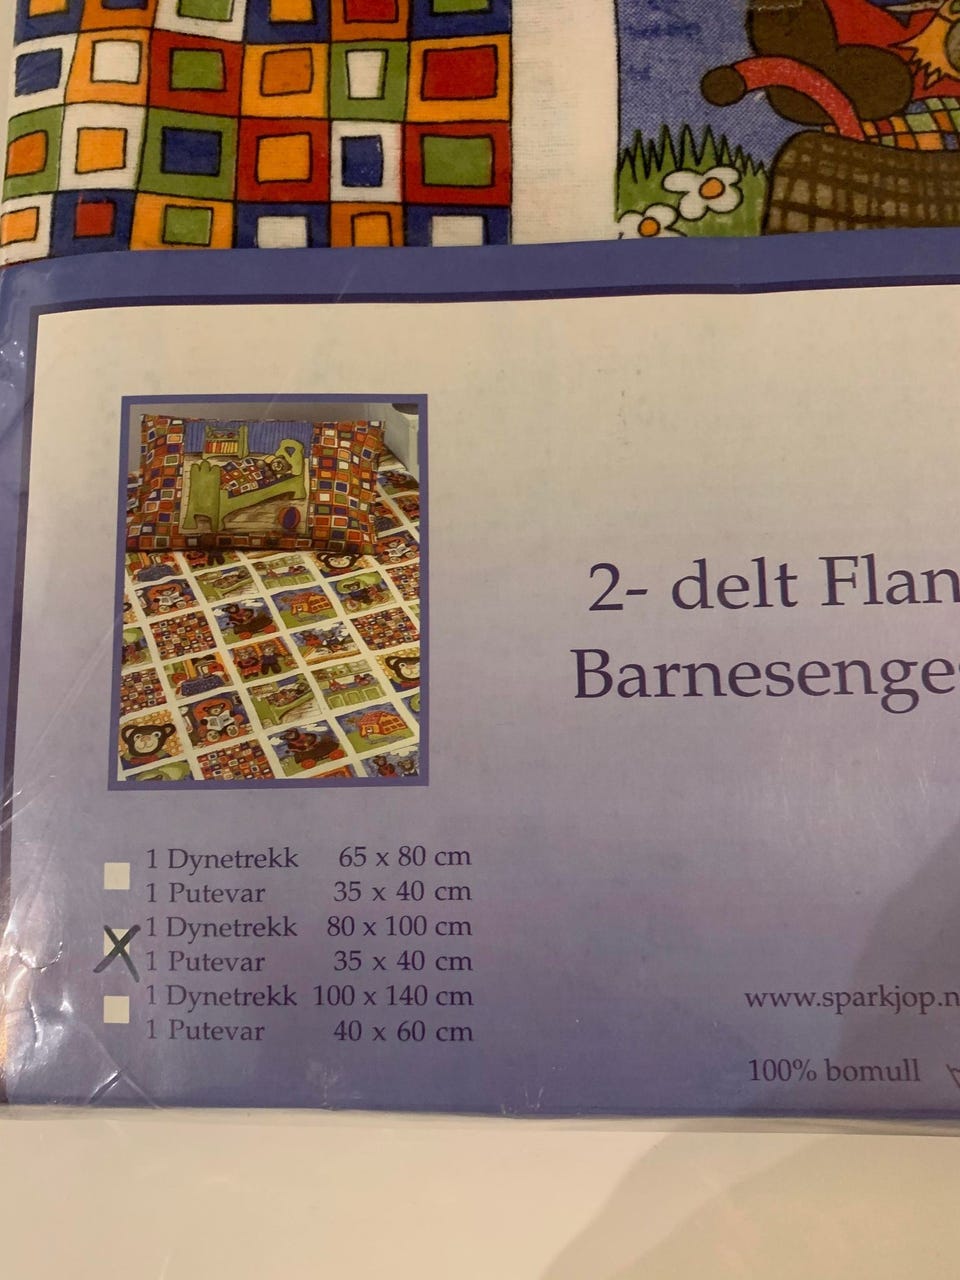 2- delt Flan
Barnesenge
1 Dynetrekk 65 x 80 cm
1 Putevar 35 x 40 cm
X
1 Dynetrekk 80 x 100 cm
1 Putevar 35 x 40 cm
1 Dynetrekk 100 x 140 cm
1 Putevar 40 x 60 cm
www.sparkjop.n
100% bomull